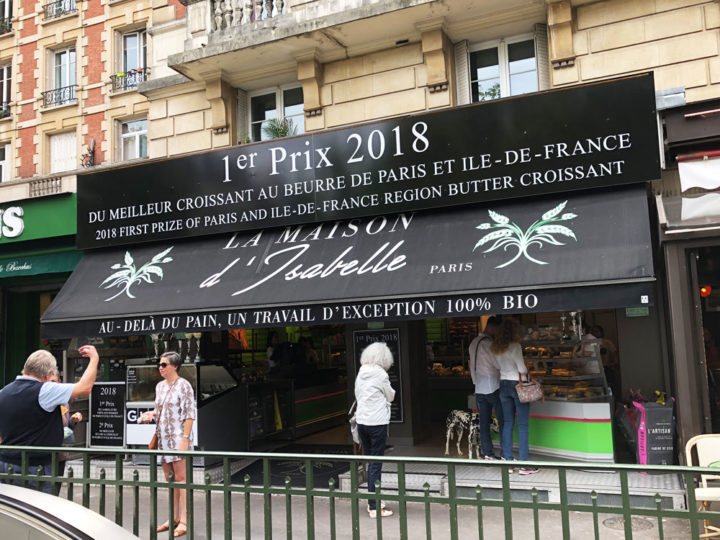 1er Prix 2018
DU MEILLEUR CROISSANT AU BEURRE DE PARIS ET ILE-DE-FRANCE
2018 FIRST PRIZE OF PARIS AND ILE-DE-FRANCE REGION BUTTER CROISSANT
LA MAISON
d'Isabelle
PARIS
AU-DELÀ DU PAIN, UN TRAVAIL D'EXCEPTION 100% BIO
1er PRIX
2018
2018
1er Prix
L'ARTISAN